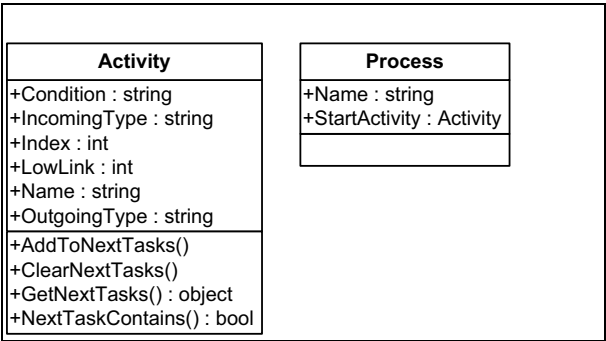 Activity
+Condition : string
+IncomingType : string
+Index : int
+LowLink : int
+Name : string
+OutgoingType : string
+AddToNextTasks()
+ClearNextTasks()
+GetNextTasks() : object
+NextTaskContains() : bool
Process
+Name : string
+StartActivity : Activity